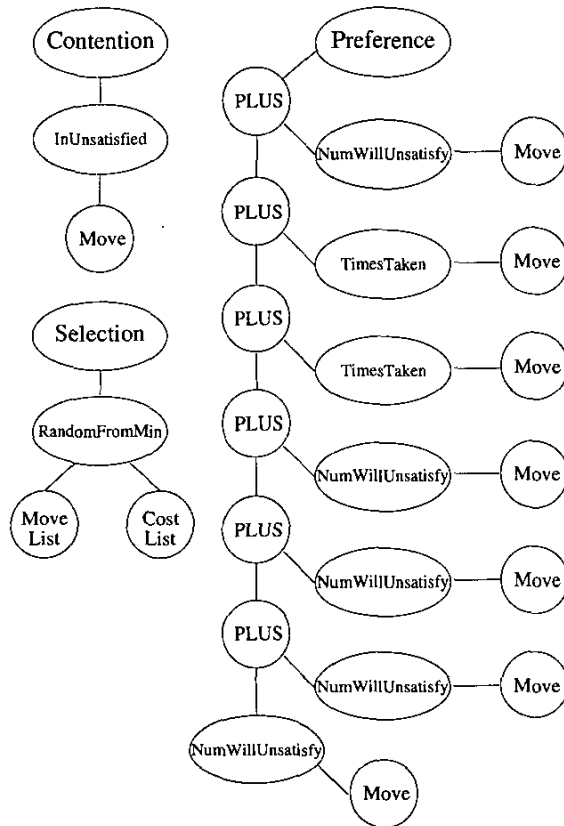 Contention
InUnsatisfied
Move
Selection
RandomFromMin
Move
List
Cost
List
Preference
PLUS
NumWillUnsatisfy
Move
PLUS
TimesTaken
Move
PLUS
TimesTaken
Move
PLUS
NumWillUnsatisfy
Move
PLUS
NumWillUnsatisfy
Move
PLUS
NumWillUnsatisfy
Move
NumWillUnsatisfy
Move